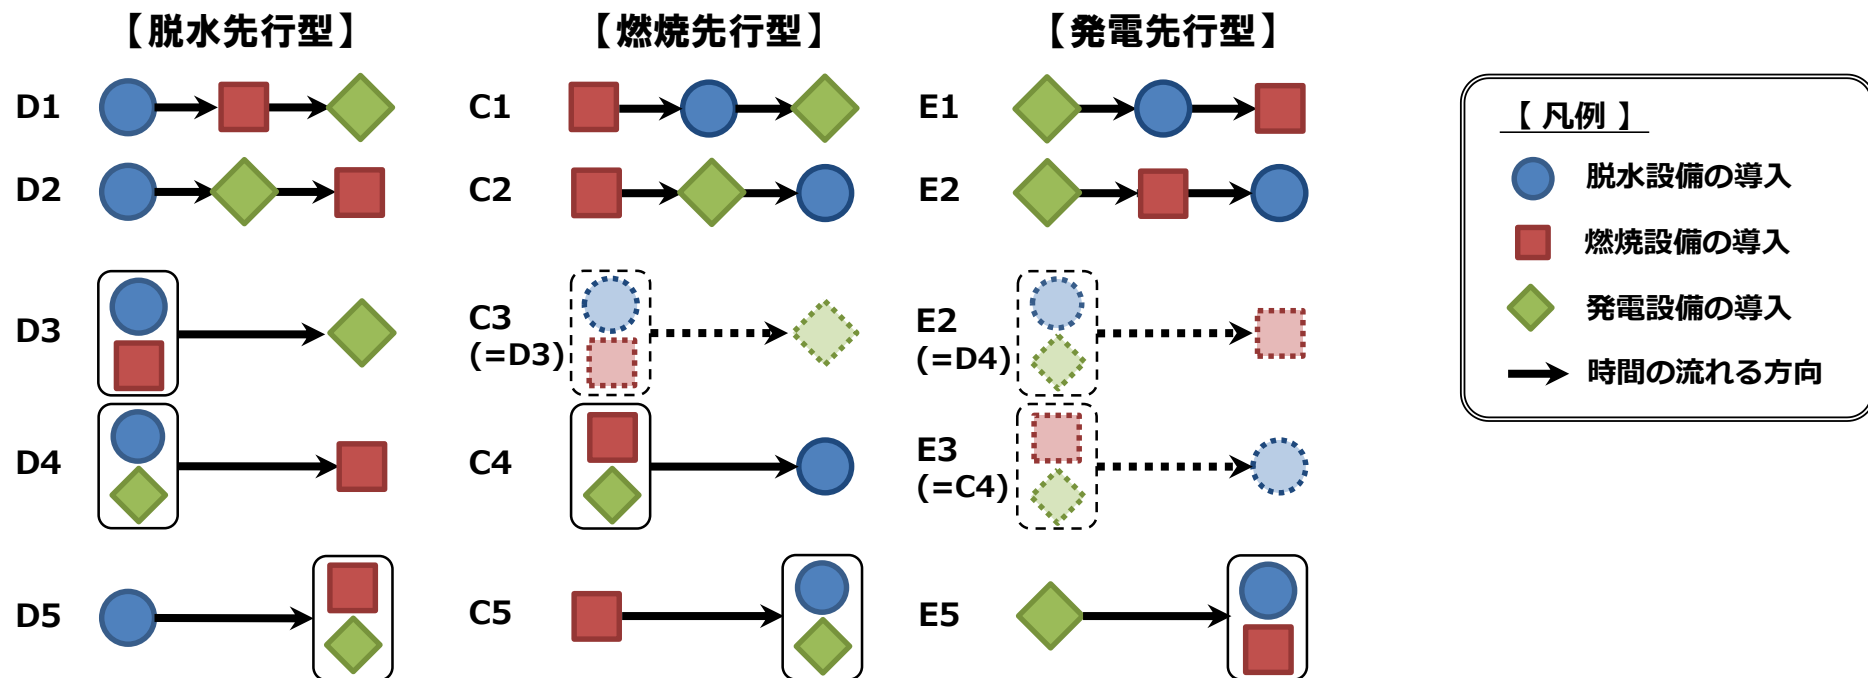 【脱水先行型】
D1
D2
D3
D4
D5
【燃焼先行型】
C1
C2
C3
(=D3)
C4
C5
【発電先行型】
E1
E2
E2
(=D4)
E3
(=C4)
E5
【 凡例 】
脱水設備の導入
燃焼設備の導入
発電設備の導入
時間の流れる方向